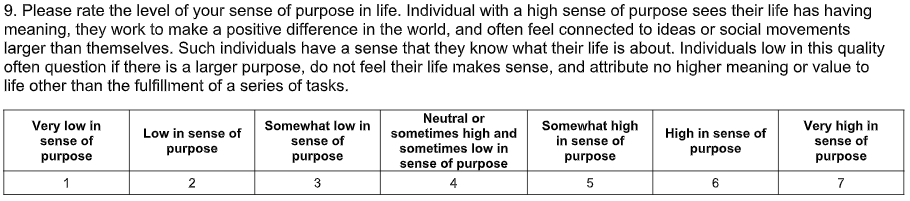 9. Please rate the level of your sense of purpose in life. Individual with a high sense of purpose sees their life has having
meaning, they work to make a positive difference in the world, and often feel connected to ideas or social movements
larger than themselves. Such individuals have a sense that they know what their life is about. Individuals low in this quality
often question if there is a larger purpose, do not feel their life makes sense, and attribute no higher meaning or value to
life other than the fulfillment of a series of tasks.
Very low in
sense of
purpose
Low in sense of
purpose
Somewhat low in
sense of
purpose
Neutral or
sometimes high and
sometimes low in
sense of purpose
Somewhat high
in sense of
purpose
High in sense of
purpose
Very high in
sense of
purpose
1 2 3 4 5 6 7